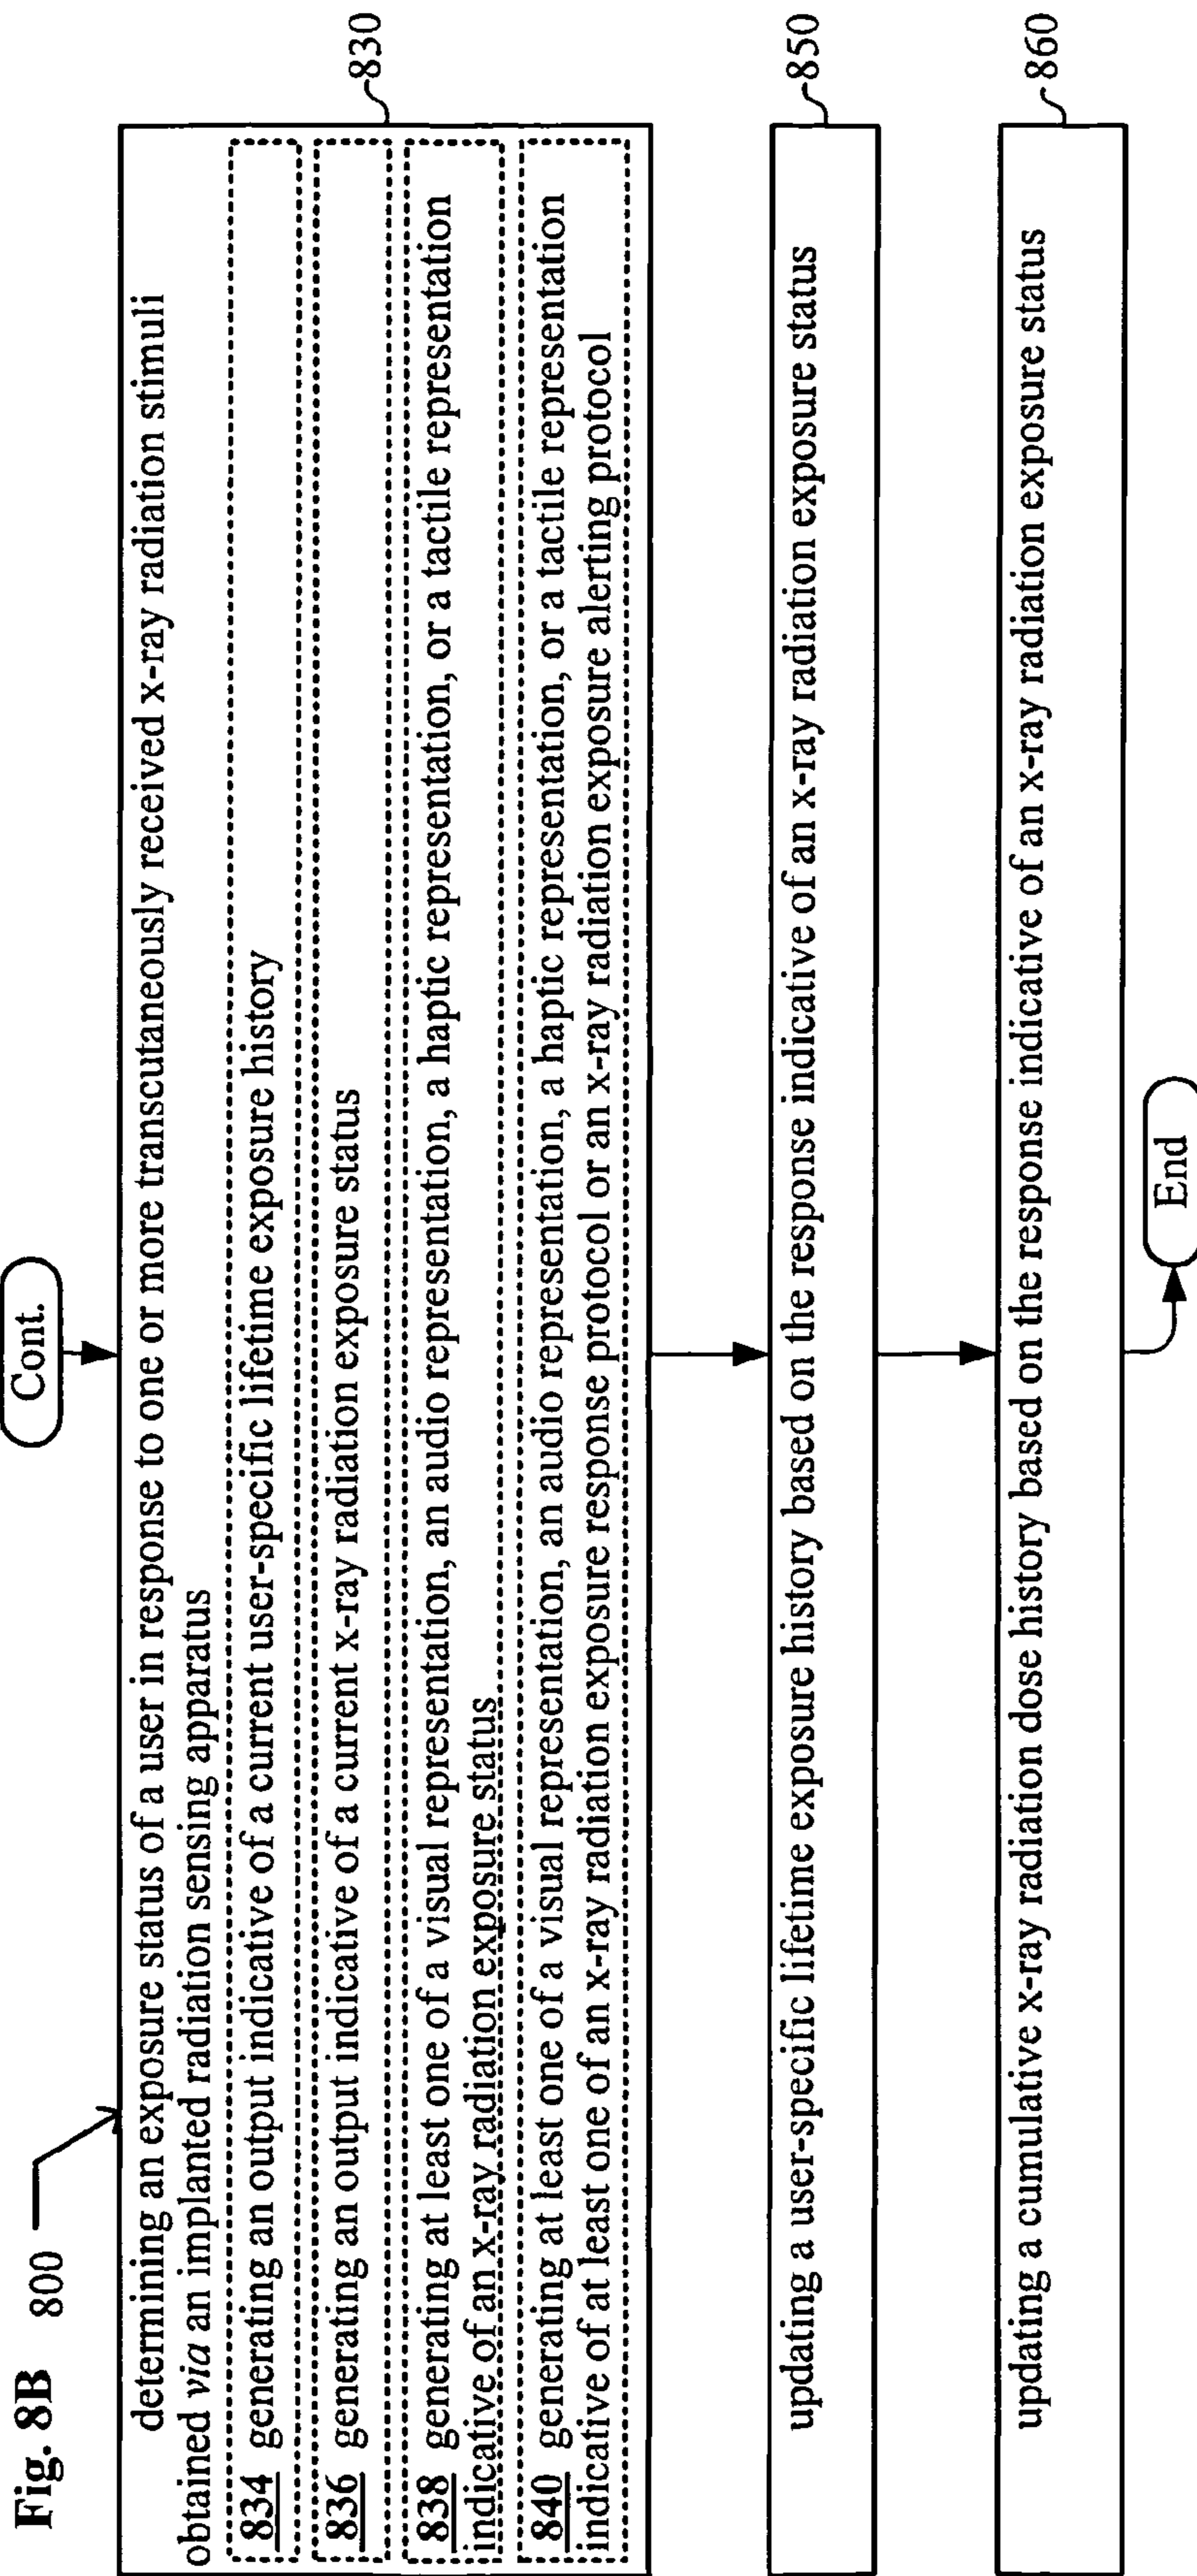 Fig. 8B
800
Cont.
determining an exposure status of a user in response to one or more transcutaneously received x-ray radiation stimuli
obtained via an implanted radiation sensing apparatus
834 generating an output indicative of a current user-specific lifetime exposure history
836 generating an output indicative of a current x-ray radiation exposure status
838 generating at least one of a visual representation, an audio representation, a haptic representation, or a tactile representation
indicative of an x-ray radiation exposure status
840 generating at least one of a visual representation, an audio representation, a haptic representation, or a tactile representation
indicative of at least one of an x-ray radiation exposure response protocol or an x-ray radiation exposure alerting protocol
830
updating a user-specific lifetime exposure history based on the response indicative of an x-ray radiation exposure status
850
updating a cumulative x-ray radiation dose history based on the response indicative of an x-ray radiation exposure status
860
End